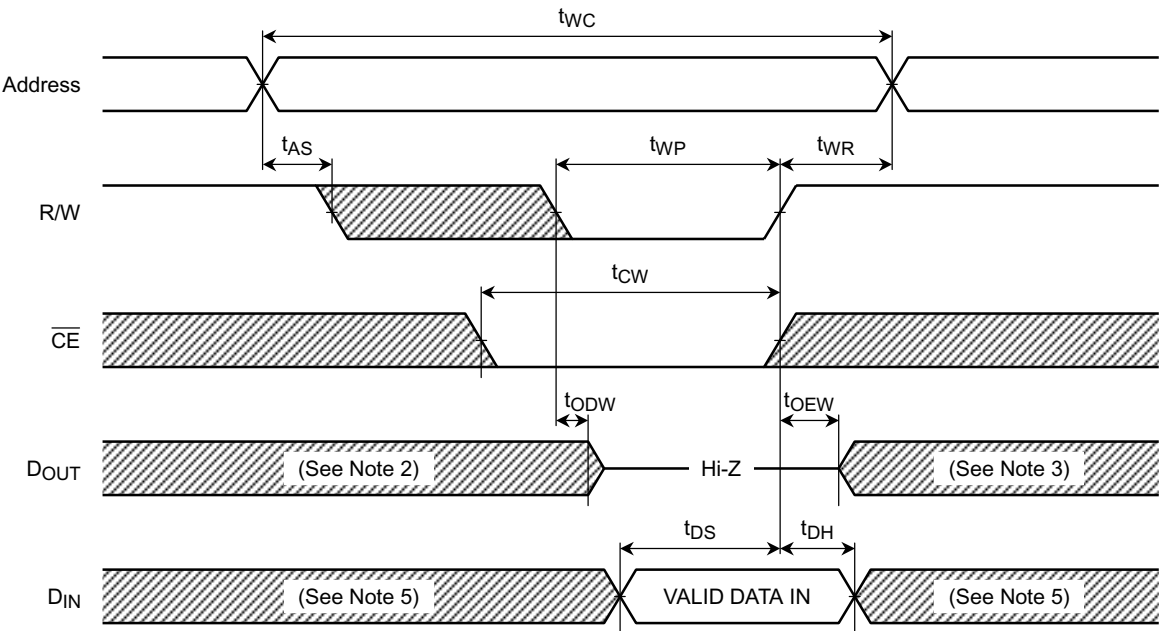 tWC
Address
tAS
tWP
tWR
R/W
tCW
CE
tODW
tOEW
DOUT
(See Note 2)
Hi-Z
(See Note 3)
tDS
tDH
DIN
(See Note 5)
VALID DATA IN
(See Note 5)